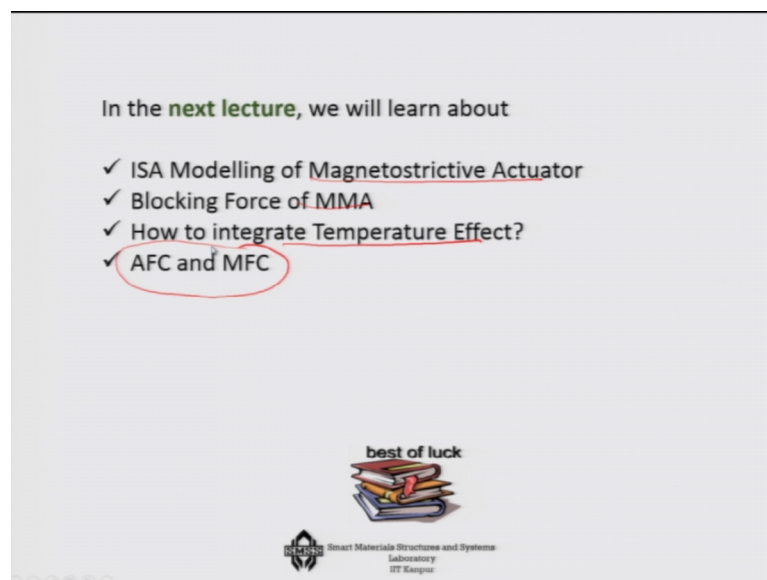 In the next lecture, we will learn about
✓ ISA Modelling of Magnetostrictive Actuator
✓ Blocking Force of MMA
✓ How to integrate Temperature Effect?
✓ AFC and MFC
best of luck
SMSS
Smart Materials Structures and Systems
Laboratory
IIT Kanpur